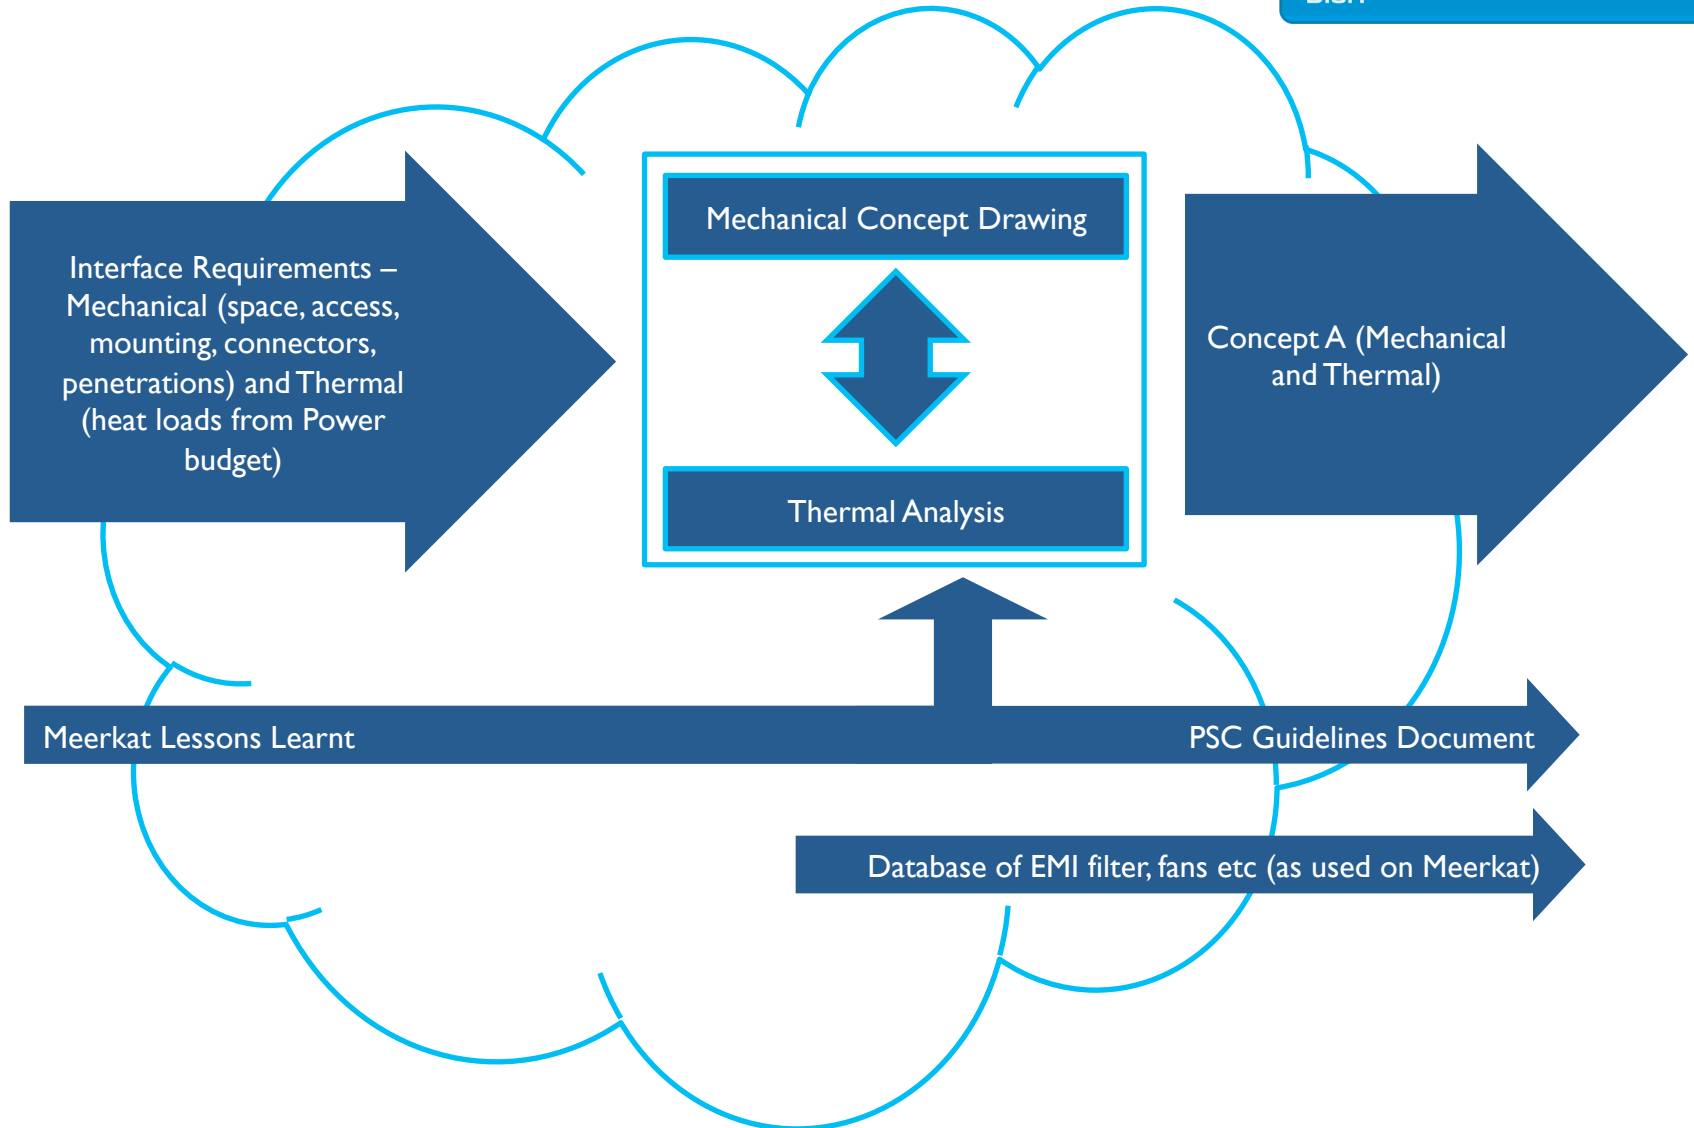 Interface Requirements –
Mechanical (space, access,
mounting, connectors,
penetrations) and Thermal
(heat loads from Power
budget)
Mechanical Concept Drawing
Thermal Analysis
Concept A (Mechanical
and Thermal)
Meerkat Lessons Learnt
PSC Guidelines Document
Database of EMI filter, fans etc (as used on Meerkat)